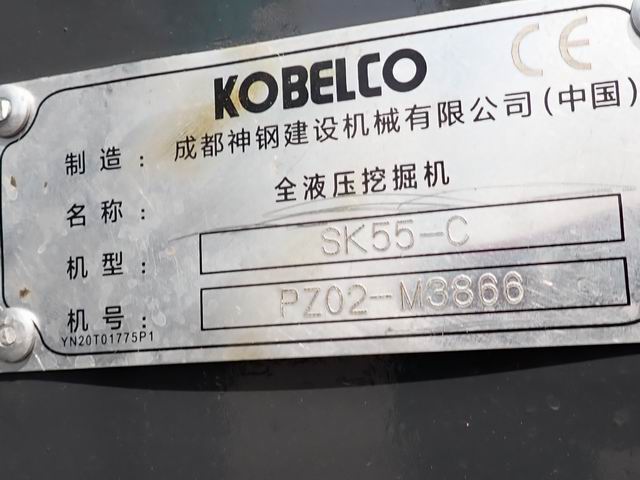 KOBELCO CE
制造：成都神钢建设机械有限公司(中国)
名称：全液压挖掘机
机型：SK55-C
机号：PZ02-M3866
YN20T01775P1